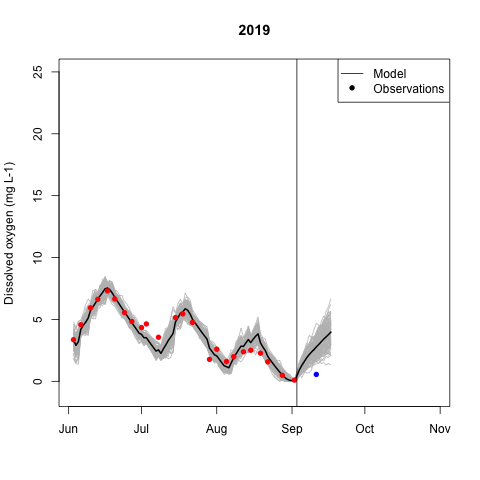 2019
Dissolved oxygen (mg L-1)
25
20
15
10
5
0
Jun Jul Aug Sep Oct Nov
Model
Observations